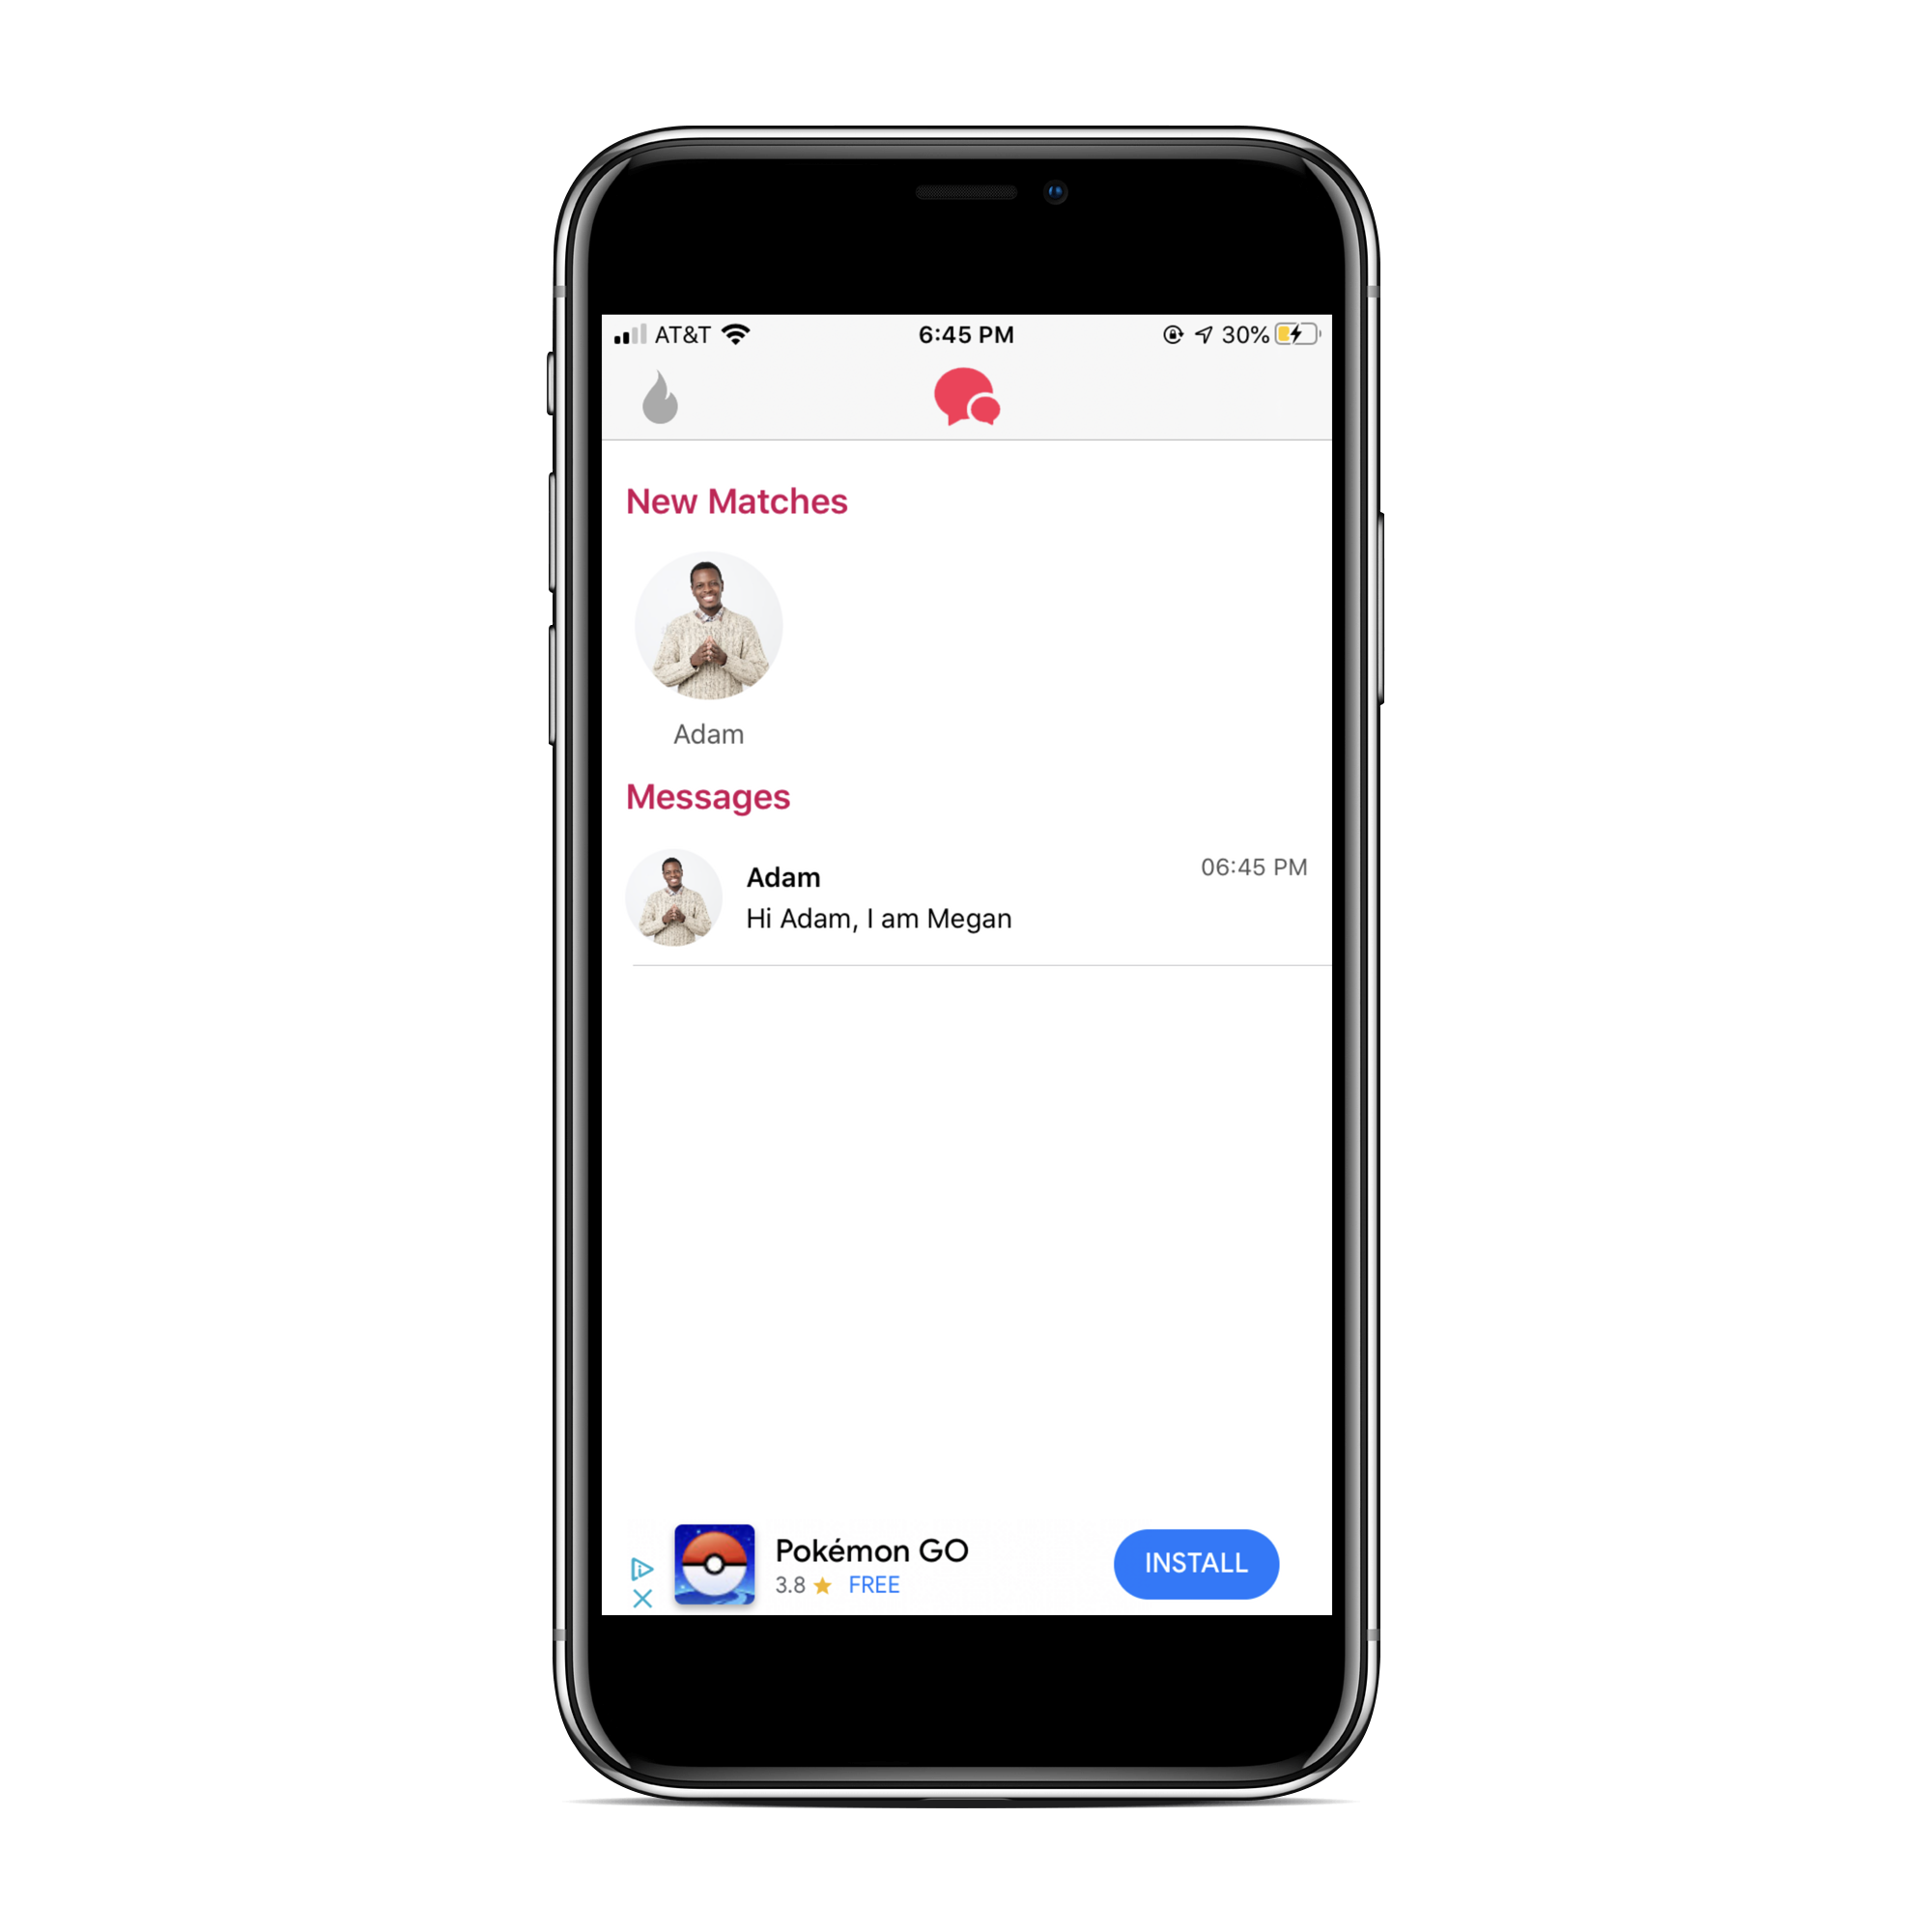 AT&T 6:45 PM 30%
New Matches
Adam
Messages
Adam 06:45 PM
Hi Adam, I am Megan
Pokémon GO
3.8 FREE
INSTALL